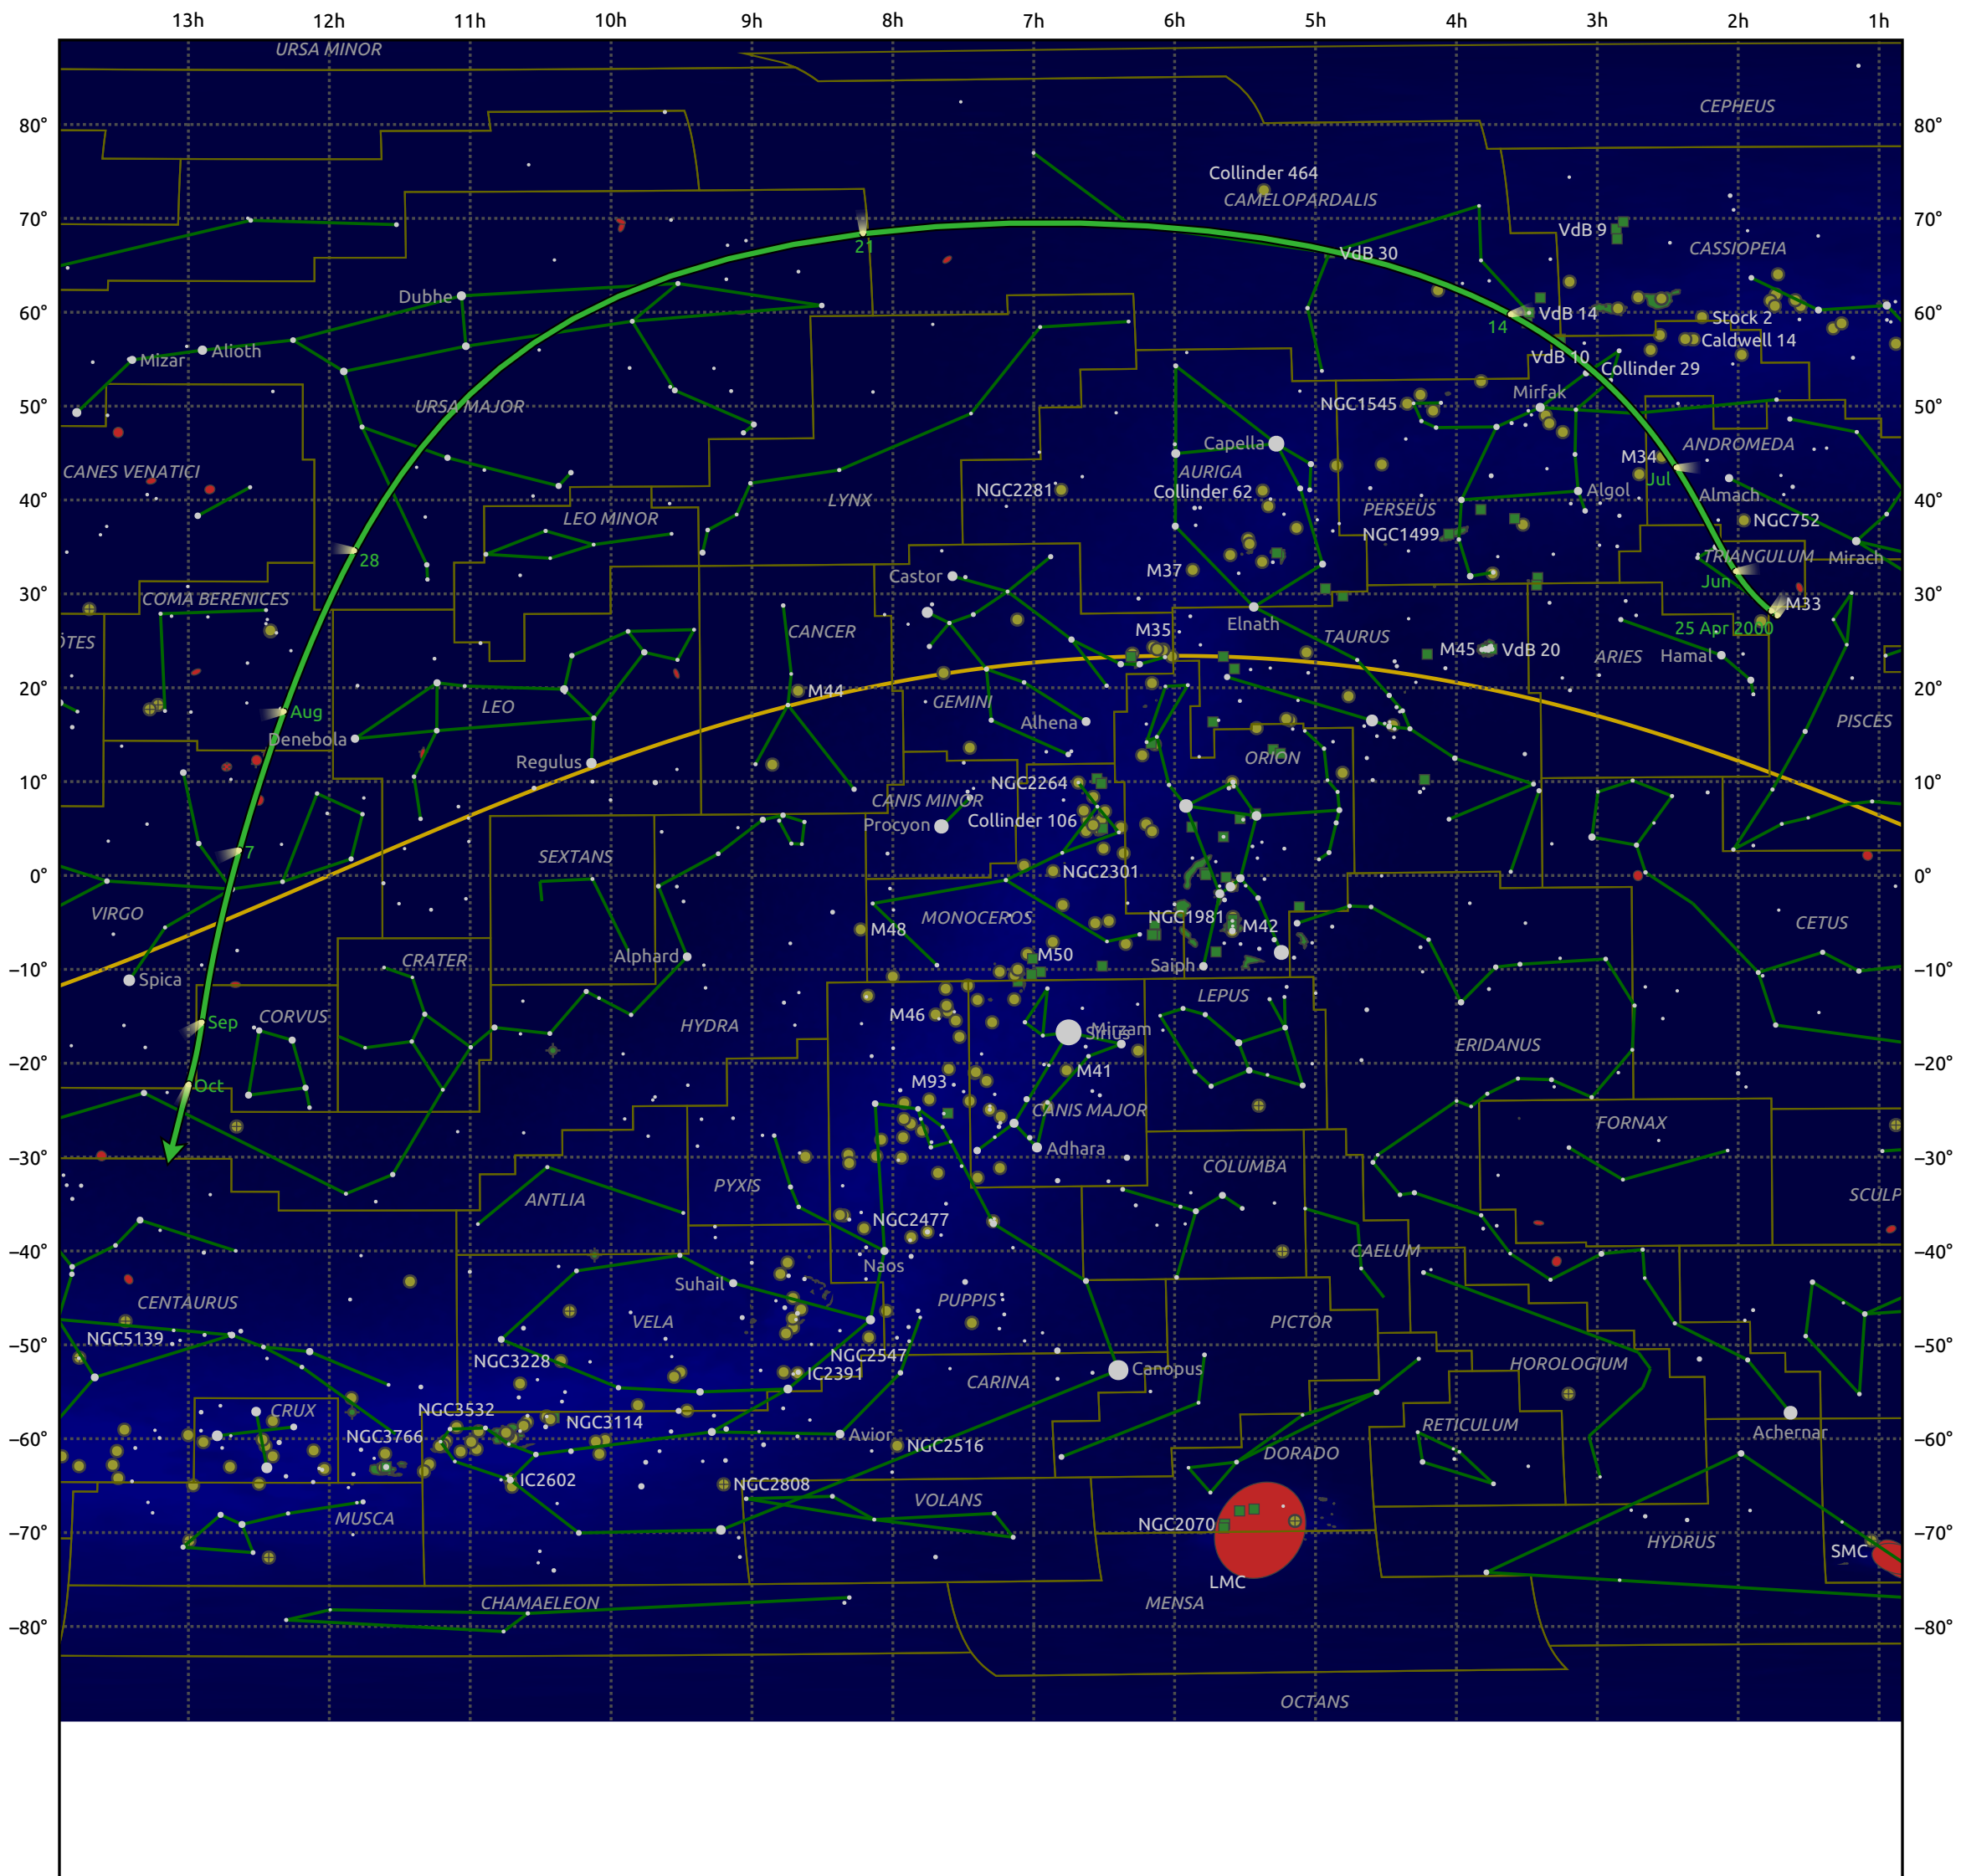 13h 12h 11h 10h 9h 8h 7h 6h 5h 4h 3h 2h 1h
URSA MINOR
CEPHEUS
80° 80°
Collinder 464
CAMELOPARDALIS
70° 70°
VdB 9
CASSIOPEIA
21
VdB 30
Dubhe
60° 60°
14
VdB 14
Stock 2
Caldwell 14
Mizar
Alioth
VdB 10
Collinder 29
Mirfak
50° 50°
URSA MAJOR
NGC1545
Capella
ANDROMEDA
CANES VENATICI
AURIGA
M34
Jul
NGC2281
Collinder 62
Algol
Almach
40° 40°
LYNX
PERSEUS
LEO MINOR
NGC752
NGC1499
28
TRIANGULUM
Mirach
Castor
M37
Jun
30° 30°
COMA BERENICES
M33
ÖTES
CANCER
M35
Elnath
TAURUS
25 Apr 2000
M45
VdB 20
ARIES
Hamal
20° 20°
M44
LEO
GEMINI
Aug
Alhena
PISCES
Denebola
Regulus
ORION
10° 10°
NGC2264
CANIS MINOR
Procyon
Collinder 106
7
SEXTANS
0° 0°
NGC2301
VIRGO
MONOCEROS
NGC1981
CETUS
M48
M42
M50
CRATER
Alphard
Saiph
−10° −10°
Spica
LEPUS
M46
CORVUS
Sep
HYDRA
Mirzam
Sirius
ERIDANUS
−20° −20°
M41
Oct
M93
CANIS MAJOR
FORNAX
Adhara
−30° −30°
COLUMBA
PYXIS
ANTLIA
SCULP
NGC2477
−40° −40°
CAELUM
Naos
Suhail
CENTAURUS
PUPPIS
VELA
PICTOR
NGC5139
−50° −50°
NGC2547
NGC3228
HOROLOGIUM
IC2391
Canopus
CARINA
CRUX
NGC3532
NGC3114
RETICULUM
NGC3766
Avior
Achernar
−60° −60°
NGC2516
DORADO
IC2602
NGC2808
VOLANS
MUSCA
NGC2070
−70° −70°
HYDRUS
SMC
LMC
CHAMAELEON
MENSA
−80° −80°
OCTANS